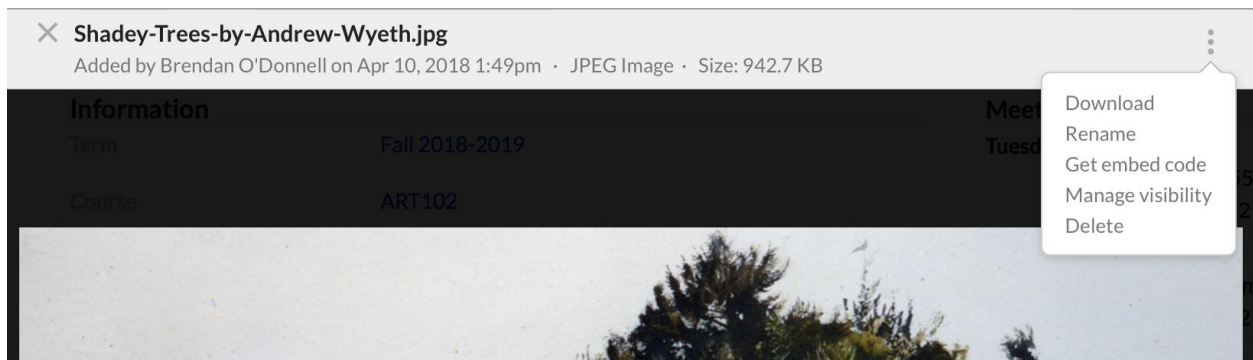 Shadey-Trees-by-Andrew-Wyeth.jpg
Added by Brendan O'Donnell on Apr 10, 2018 1:49pm · JPEG Image · Size: 942.7 KB
Download
Rename
Get embed code
Manage visibility
Delete
Information
Term Fall 2018-2019
Course ART102